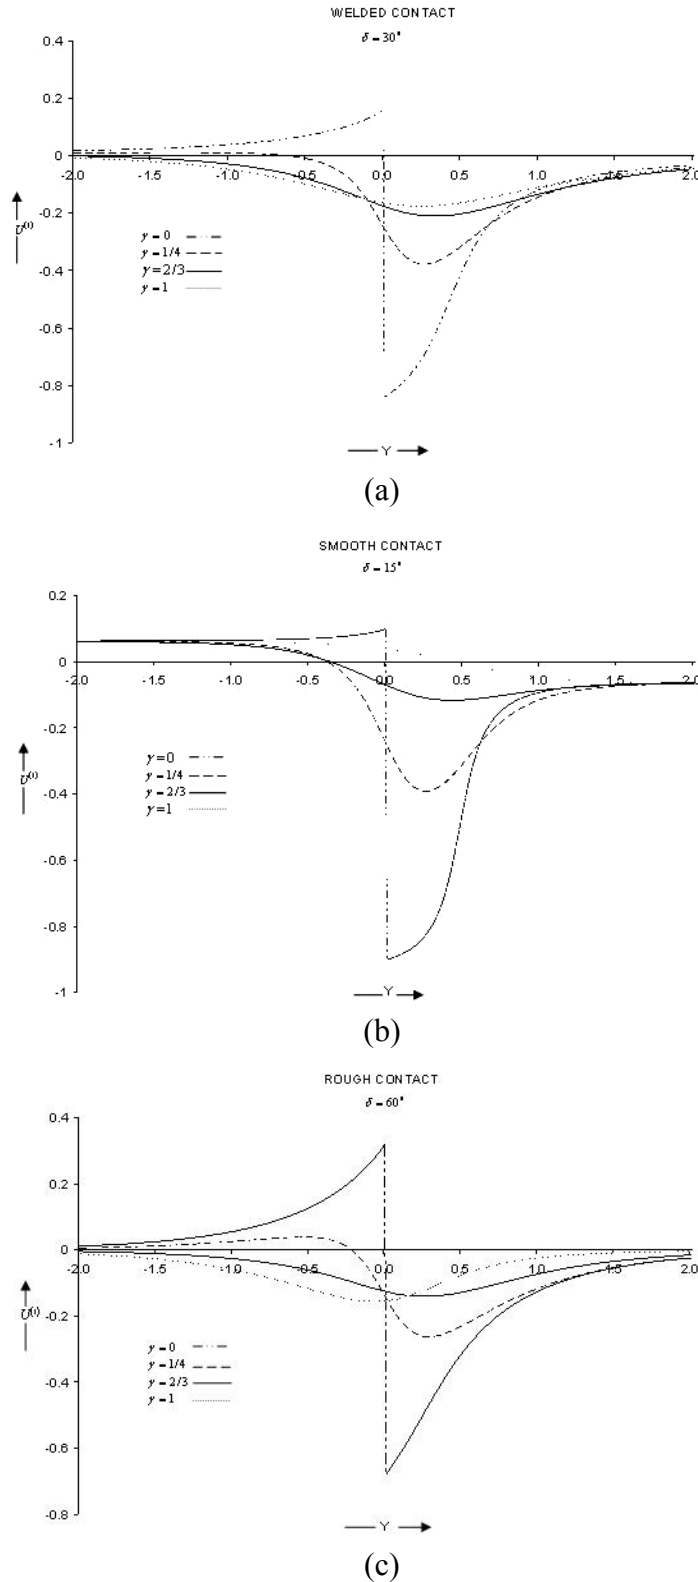 WELDED CONTACT
δ = 30°
0.4
0.2
0
-2.0 -1.5 -1.0 -0.5 0.0 0.5 1.0 1.5 2.0
-0.2
U⁽ⁱ⁾
γ = 0
γ = 1/4
γ = 2/3
γ = 1
-0.4
-0.6
-0.8
-1
Y
(a)
SMOOTH CONTACT
δ = 15°
0.2
0
-2.0 -1.5 -1.0 -0.5 0.0 0.5 1.0 1.5 2.0
-0.2
U⁽ⁱ⁾
γ = 0
γ = 1/4
γ = 2/3
γ = 1
-0.4
-0.6
-0.8
-1
Y
(b)
ROUGH CONTACT
δ = 60°
0.4
0.2
0
-2.0 -1.5 -1.0 -0.5 0.0 0.5 1.0 1.5 2.0
-0.2
U⁽ⁱ⁾
γ = 0
γ = 1/4
γ = 2/3
γ = 1
-0.4
-0.6
-0.8
Y
(c)